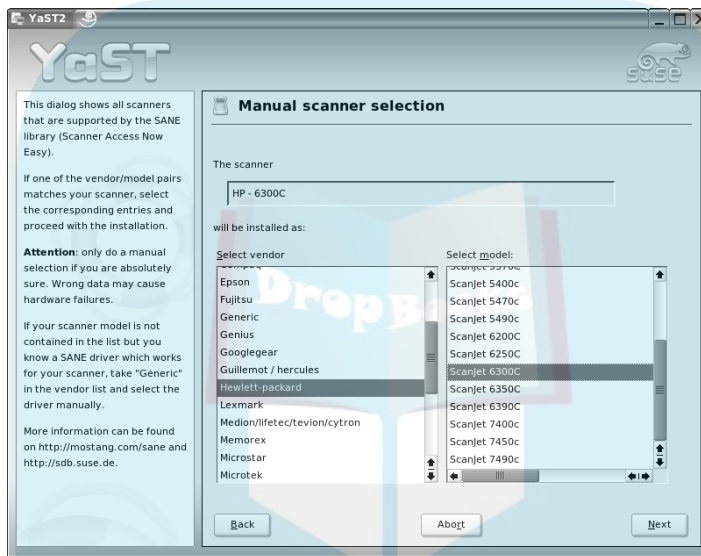 YaST2
YaST
SUSE
This dialog shows all scanners
that are supported by the SANE
library (Scanner Access Now
Easy).
If one of the vendor/model pairs
matches your scanner, select
the corresponding entries and
proceed with the installation.
Attention: only do a manual
selection if you are absolutely
sure. Wrong data may cause
hardware failures.
If your scanner model is not
contained in the list but you
know a SANE driver which works
for your scanner, take "Generic"
in the vendor list and select the
driver manually.
More information can be found
on http://mostang.com/sane and
http://sdb.suse.de.
Manual scanner selection
The scanner
HP - 6300C
will be installed as:
Select vendor
Epson
Fujitsu
Generic
Genius
Googlegear
Guillemot / hercules
Hewlett-packard
Lexmark
Medion/lifetec/tevion/cytron
Memorex
Microstar
Microtek
Select model:
ScanJet 5400c
ScanJet 5470c
ScanJet 5490c
ScanJet 6200C
ScanJet 6250C
ScanJet 6300C
ScanJet 6350C
ScanJet 6390C
ScanJet 7400c
ScanJet 7450c
ScanJet 7490c
Back
Abort
Next